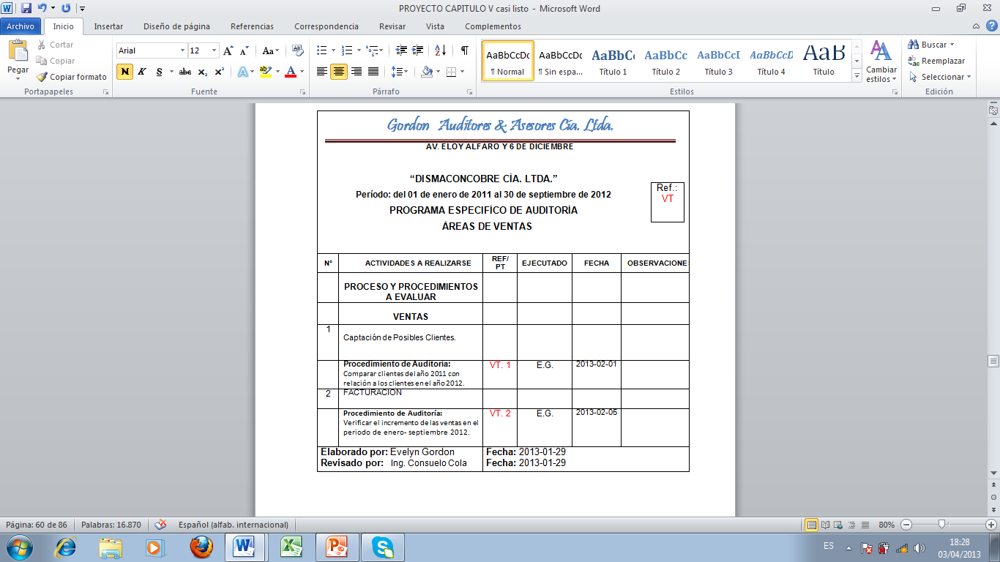 PROYECTO CAPITULO V casi listo - Microsoft Word
Archivo Inicio Insertar Diseño de página Referencias Correspondencia Revisar Vista Complementos
Pegar
Cortar
Copiar
Copiar formato
Portapapeles
Arial 12
N K S abc x₂ x²
Fuente
Párrafo
AaBbCcDc AaBbCcDc AaBbC AaBbCc AaBbCcI AaBbCcD AaB
¶ Normal ¶ Sin espa... Título 1 Título 2 Título 3 Título 4 Título
Cambiar estilos
Estilos
Buscar
Reemplazar
Seleccionar
Edición
Gordon Auditores & Asesores Cía. Ltda.
AV. ELOY ALFARO Y 6 DE DICIEMBRE
“DISMACONCOBRE CÍA. LTDA.”
Período: del 01 de enero de 2011 al 30 de septiembre de 2012
PROGRAMA ESPECIFÍCO DE AUDITORÍA
ÁREAS DE VENTAS
Ref.:
VT
N° ACTIVIDADES A REALIZARSE REF/ PT EJECUTADO FECHA OBSERVACIONE
PROCESO Y PROCEDIMIENTOS
A EVALUAR
VENTAS
1
Captación de Posibles Clientes.
Procedimiento de Auditoría: VT. 1 E.G. 2013-02-01
Comparar clientes del año 2011 con
relación a los clientes en el año 2012.
2 FACTURACIÓN
Procedimiento de Auditoría: VT. 2 E.G. 2013-02-05
Verificar el incremento de las ventas en el
periodo de enero- septiembre 2012.
Elaborado por: Evelyn Gordon Fecha: 2013-01-29
Revisado por: Ing. Consuelo Cola Fecha: 2013-01-29
Página: 60 de 86 Palabras: 16.870 Español (alfab. internacional) 80%
ES 18:28
03/04/2013